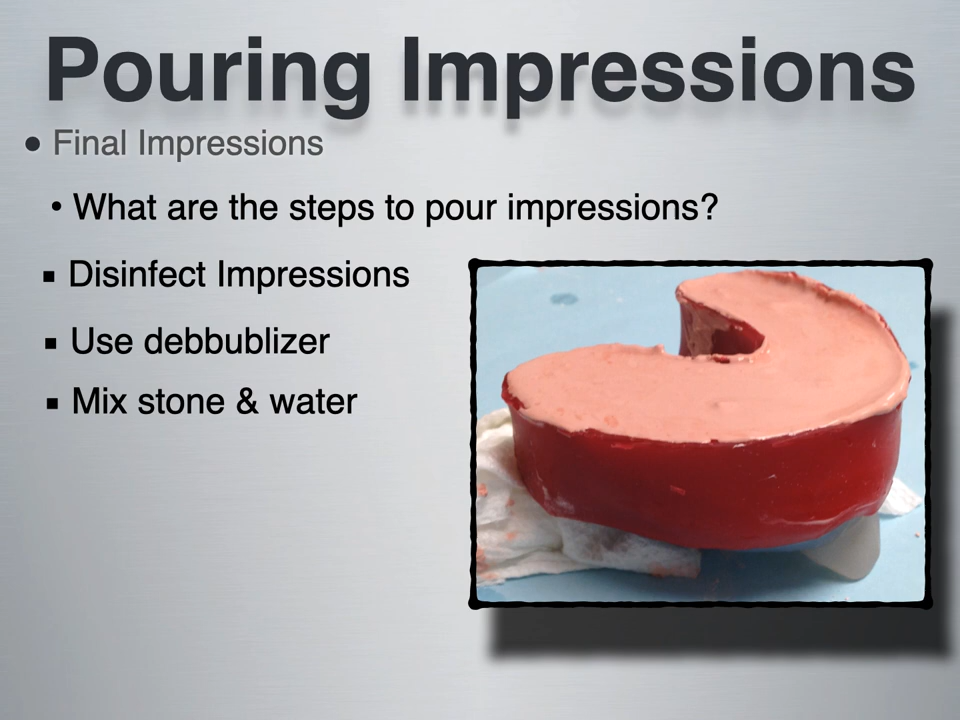 Pouring Impressions
• Final Impressions
• What are the steps to pour impressions?
▪ Disinfect Impressions
▪ Use debbublizer
▪ Mix stone & water